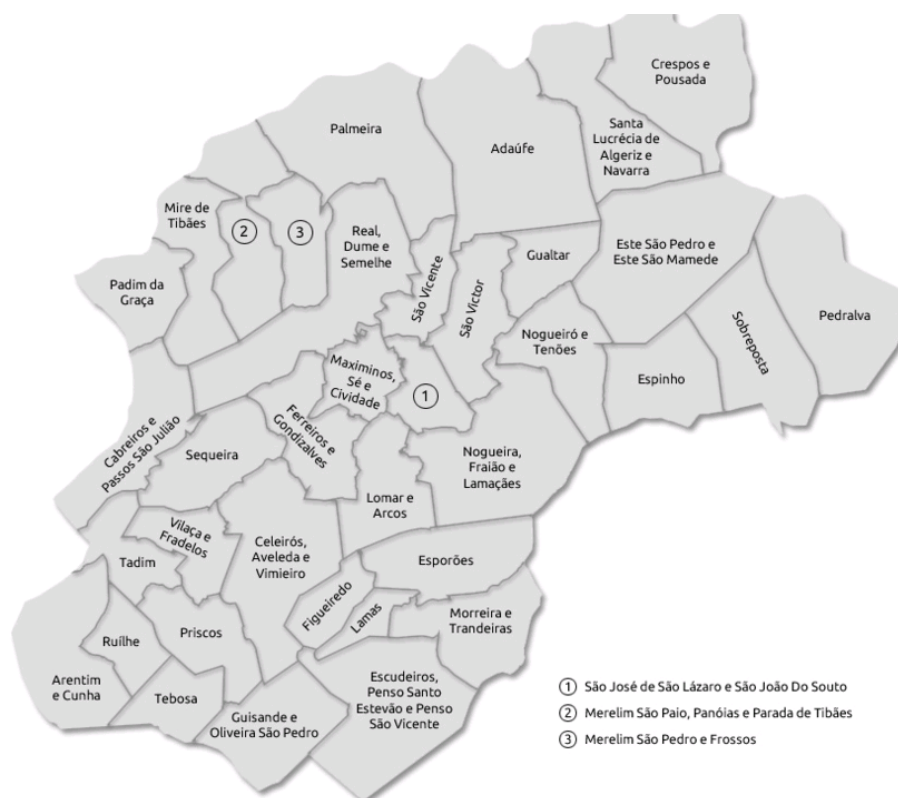 Crespos e
Pousada
Palmeira
Adaúfe
Santa
Lucrécia de
Algeriz e
Navarra
Mire de
Tibães
2
3
Real,
Dume e
Semelhe
São Vicente
São Victor
Gualtar
Este São Pedro e
Este São Mamede
Padim da
Graça
Nogueiró e
Tenões
Sobreposta
Pedralva
Maximinos,
Sé e
Cividade
1
Espinho
Cabreiros e
Passos São Julião
Sequeira
Ferreiros e
Gondizalves
Nogueira,
Fraião e
Lamaçães
Lomar e
Arcos
Vilaça e
Fradelos
Celeirós,
Aveleda e
Vimieiro
Tadim
Esporões
Figueiredo
Lamas
Morreira e
Trandeiras
Ruílhe
Priscos
Arentim
e Cunha
Tebosa
Escudeiros,
Penso Santo
Estevão e Penso
São Vicente
Guisande e
Oliveira São Pedro
1 São José de São Lázaro e São João Do Souto
2 Merelim São Paio, Panóias e Parada de Tibães
3 Merelim São Pedro e Frossos